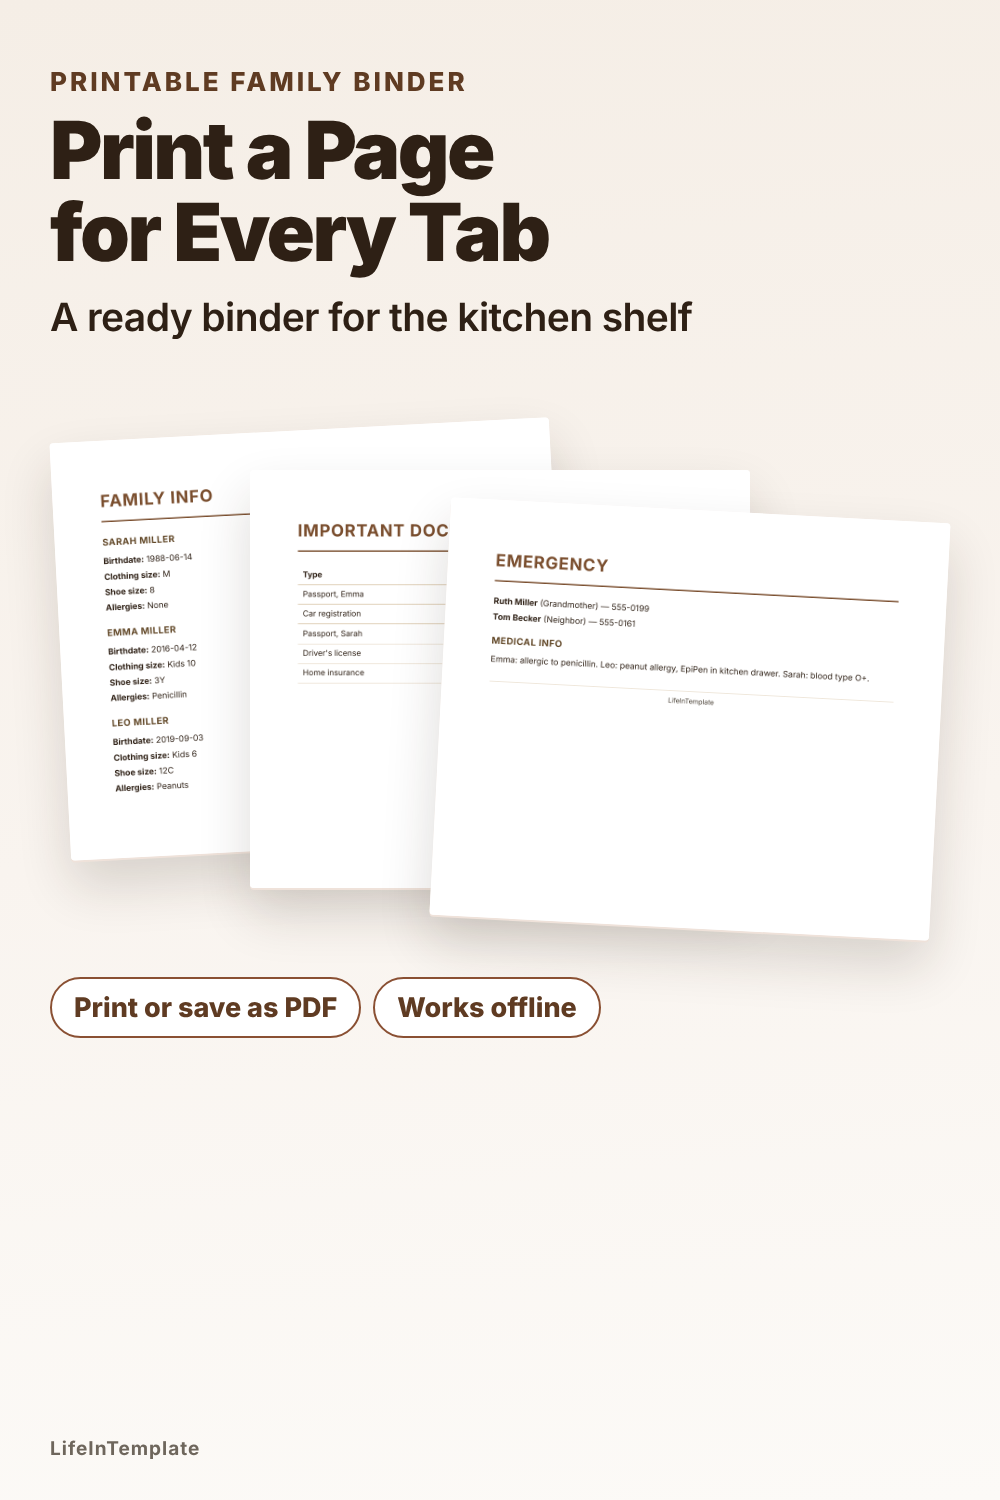 PRINTABLE FAMILY BINDER
Print a Page
for Every Tab
A ready binder for the kitchen shelf
FAMILY INFO
SARAH MILLER
Birthdate: 1988-06-14
Clothing size: M
Shoe size: 8
Allergies: None
EMMA MILLER
Birthdate: 2016-04-12
Clothing size: Kids 10
Shoe size: 3Y
Allergies: Penicillin
LEO MILLER
Birthdate: 2019-09-03
Clothing size: Kids 6
Shoe size: 12C
Allergies: Peanuts
IMPORTANT DOC
Type
Passport, Emma
Car registration
Passport, Sarah
Driver's license
Home insurance
EMERGENCY
Ruth Miller (Grandmother) — 555-0199
Tom Becker (Neighbor) — 555-0161
MEDICAL INFO
Emma: allergic to penicillin. Leo: peanut allergy, EpiPen in kitchen drawer. Sarah: blood type O+.
LifeInTemplate
Print or save as PDF
Works offline
LifeInTemplate